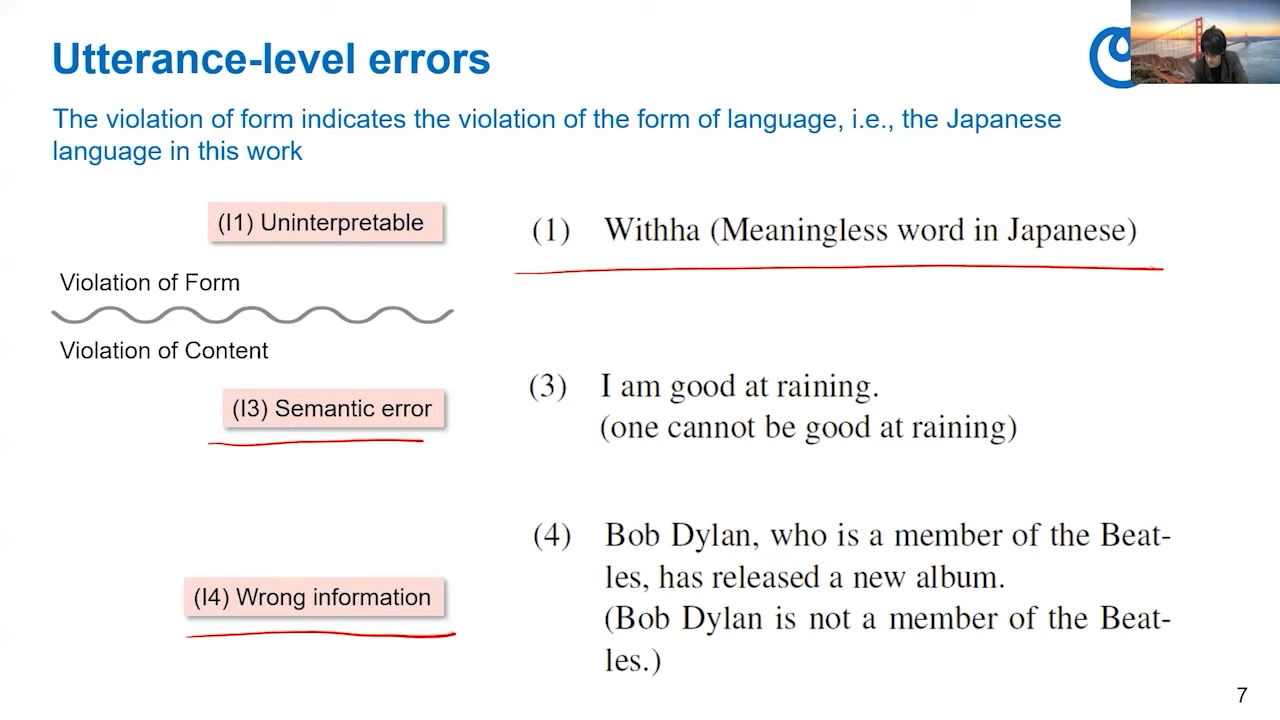 Utterance-level errors
The violation of form indicates the violation of the form of language, i.e., the Japanese
language in this work
(I1) Uninterpretable
(1) Withha (Meaningless word in Japanese)
Violation of Form
Violation of Content
(I3) Semantic error
(3) I am good at raining.
(one cannot be good at raining)
(I4) Wrong information
(4) Bob Dylan, who is a member of the Beat-
les, has released a new album.
(Bob Dylan is not a member of the Beat-
les.)
7